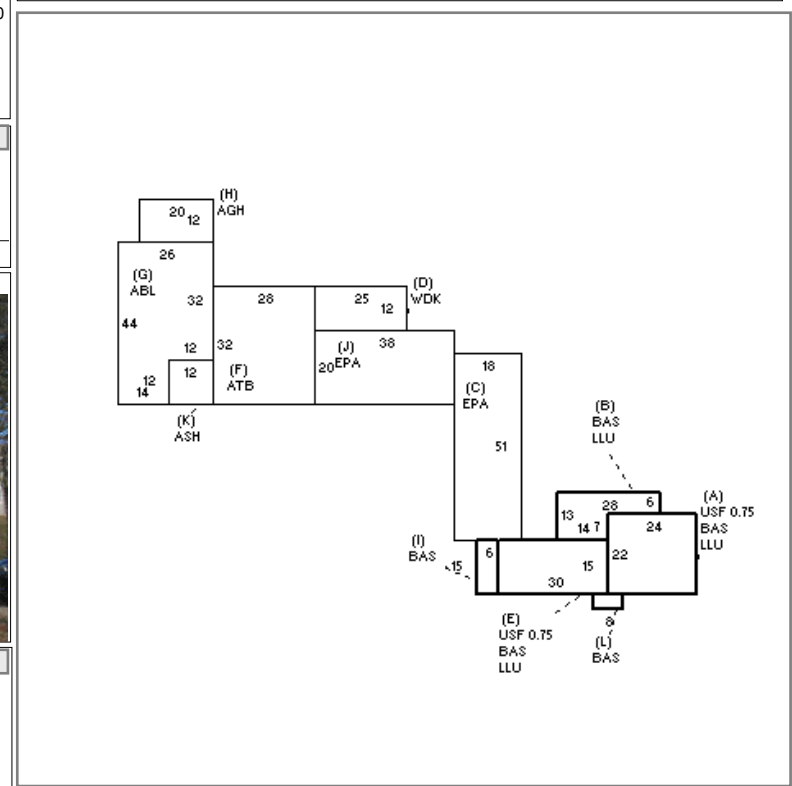 (H)
AGH
20
12
26
(G)
ABL
32
44
12
12
12
14
(K)
ASH
28
32
(F)
ATB
25
12
(D)
WDK
38
(J)
EPA
20
18
(C)
EPA
51
(B)
BAS
LLU
28
6
13
14 7
(A)
USF 0.75
BAS
LLU
24
22
(I)
BAS
15
6
15
30
(E)
USF 0.75
BAS
LLU
8
(L)
BAS